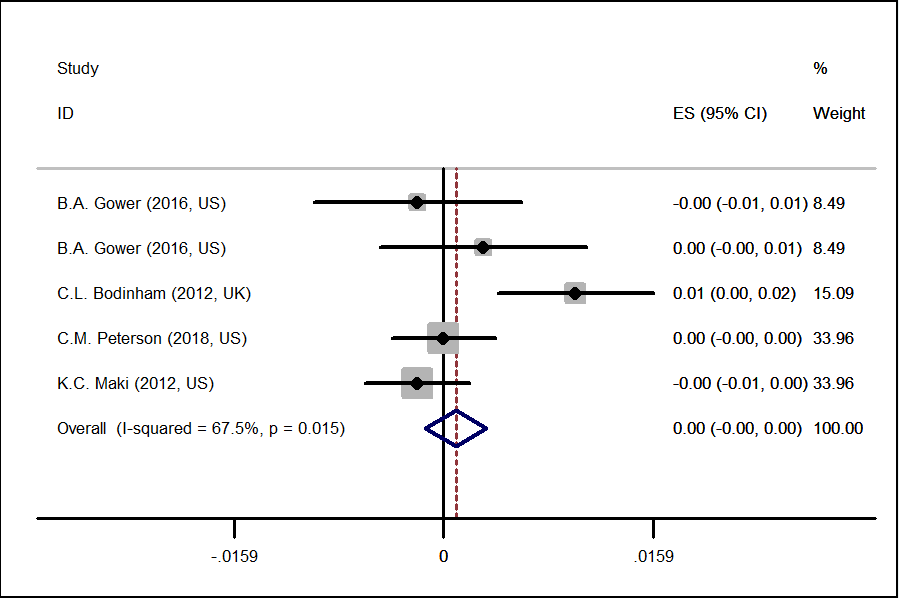 Study %
ID ES (95% CI) Weight
B.A. Gower (2016, US) -0.00 (-0.01, 0.01) 8.49
B.A. Gower (2016, US) 0.00 (-0.00, 0.01) 8.49
C.L. Bodinham (2012, UK) 0.01 (0.00, 0.02) 15.09
C.M. Peterson (2018, US) 0.00 (-0.00, 0.00) 33.96
K.C. Maki (2012, US) -0.00 (-0.01, 0.00) 33.96
Overall (I-squared = 67.5%, p = 0.015) 0.00 (-0.00, 0.00) 100.00
-.0159 0 .0159